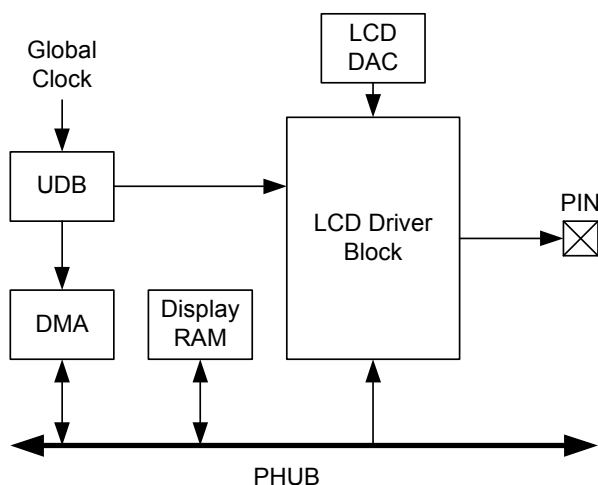 Global
Clock
LCD
DAC
UDB
LCD Driver
Block
PIN
DMA
Display
RAM
PHUB